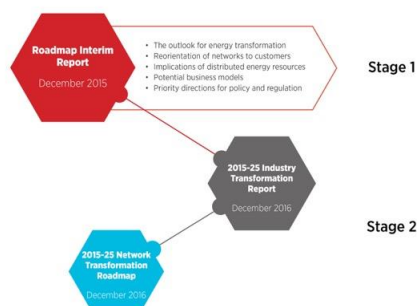 Roadmap Interim
Report
December 2015
• The outlook for energy transformation
• Reorientation of networks to customers
• Implications of distributed energy resources
• Potential business models
• Priority directions for policy and regulation
Stage 1
2015-25 Industry
Transformation
Report
December 2016
Stage 2
2015-25 Network
Transformation
Roadmap
December 2016